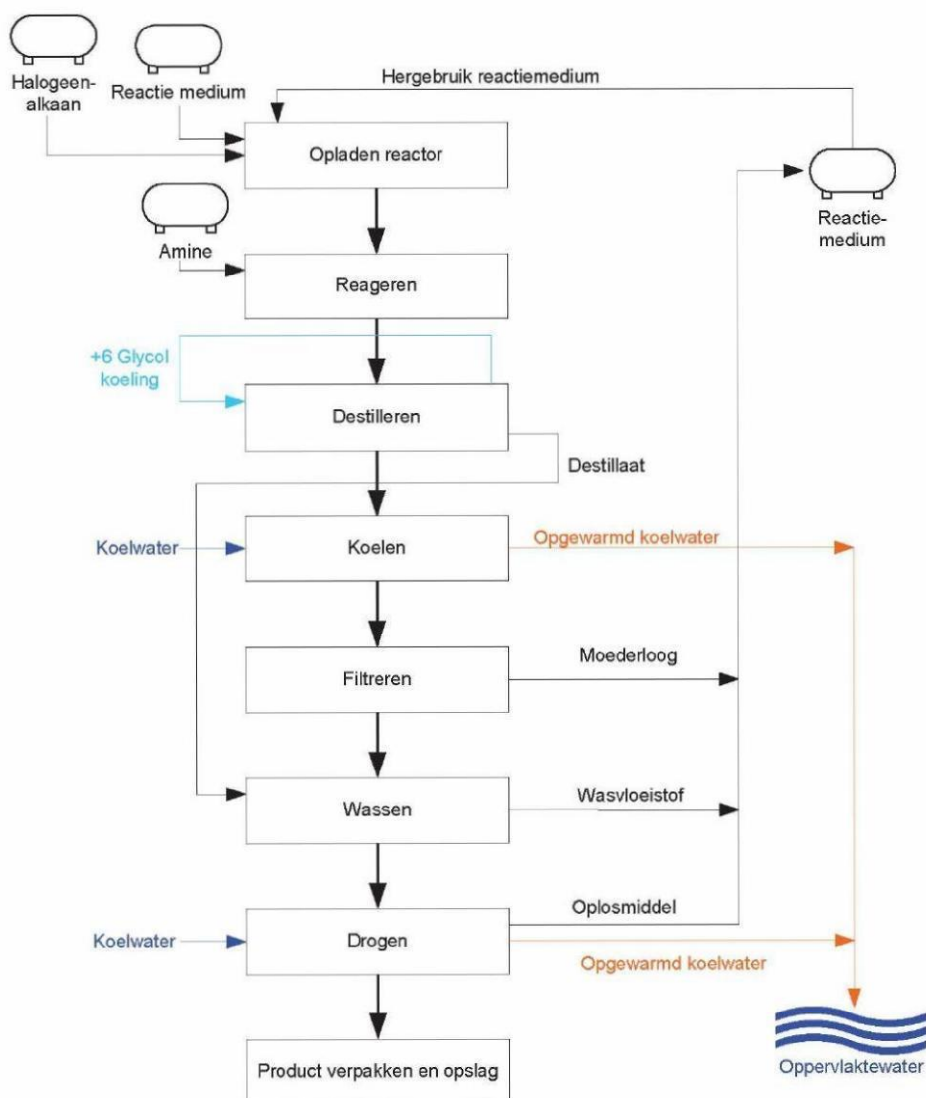 Halogeen-
alkaan
Reactie medium
Hergebruik reactiemedium
Opladen reactor
Reactie-
medium
Amine
Reageren
+6 Glycol
koeling
Destilleren
Destillaat
Koelwater
Koelen
Opgewarmd koelwater
Filtreren
Moederloog
Wassen
Wasvloeistof
Oplosmiddel
Koelwater
Drogen
Opgewarmd koelwater
Product verpakken en opslag
Oppervlaktewater